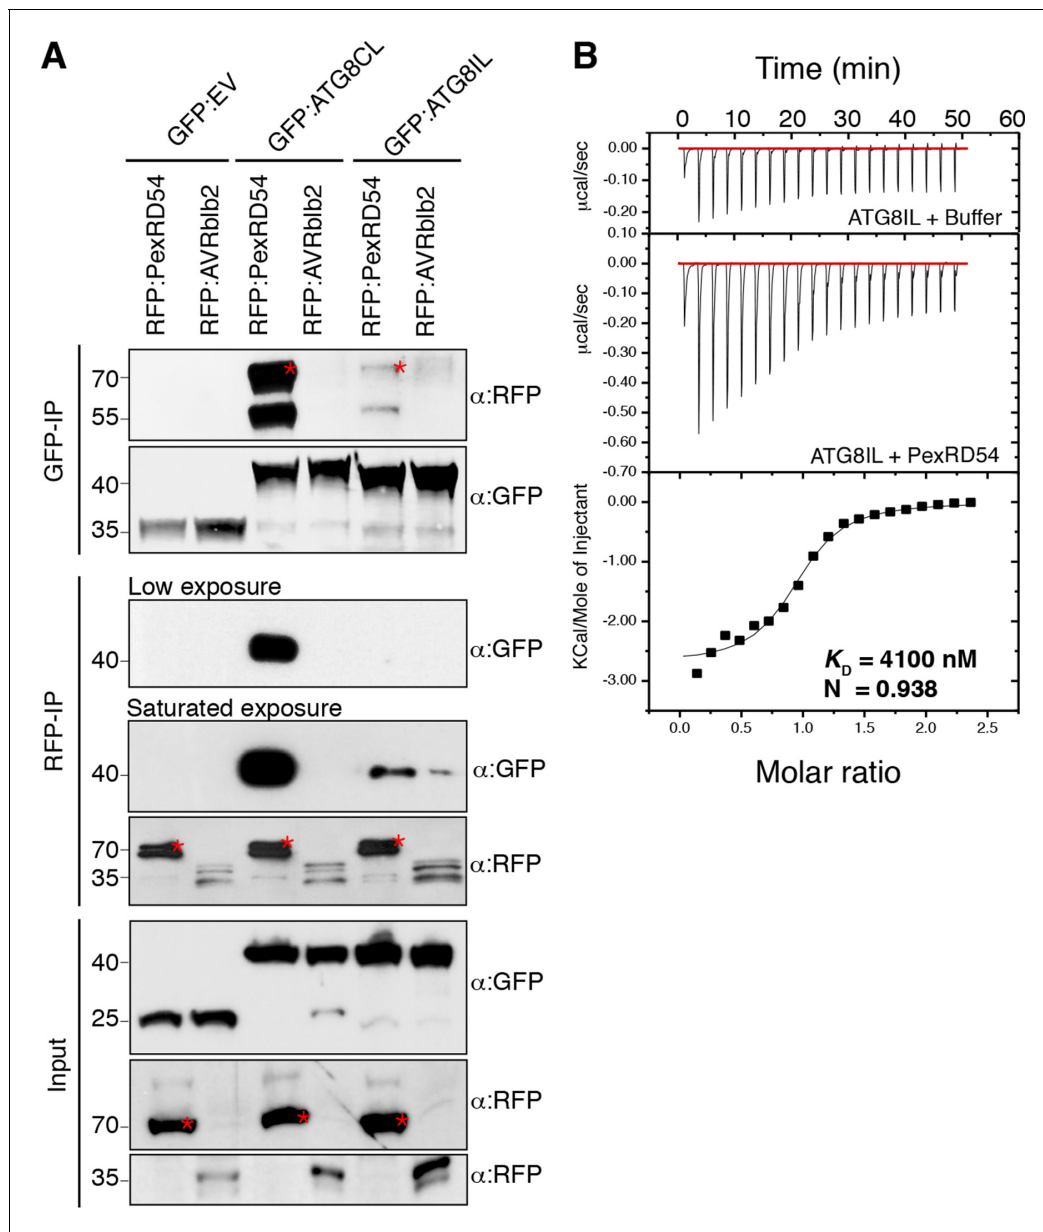 A
GFP:EV
GFP:ATG8CL
GFP:ATG8IL
RFP:PexRD54
RFP:AVRblb2
RFP:PexRD54
RFP:AVRblb2
RFP:PexRD54
RFP:AVRblb2
GFP-IP
70
55
*
*
α:RFP
40
35
α:GFP
RFP-IP
Low exposure
40
α:GFP
Saturated exposure
40
α:GFP
70
35
*
*
*
α:RFP
Input
40
25
α:GFP
70
*
*
*
α:RFP
35
α:RFP
B
Time (min)
0 10 20 30 40 50 60
µcal/sec
0.00
-0.10
-0.20
ATG8IL + Buffer
0.10
µcal/sec
0.00
-0.10
-0.20
-0.30
-0.40
-0.50
-0.60
-0.70
ATG8IL + PexRD54
KCal/Mole of Injectant
0.00
-1.00
-2.00
-3.00
KD = 4100 nM
N = 0.938
0.0 0.5 1.0 1.5 2.0 2.5
Molar ratio